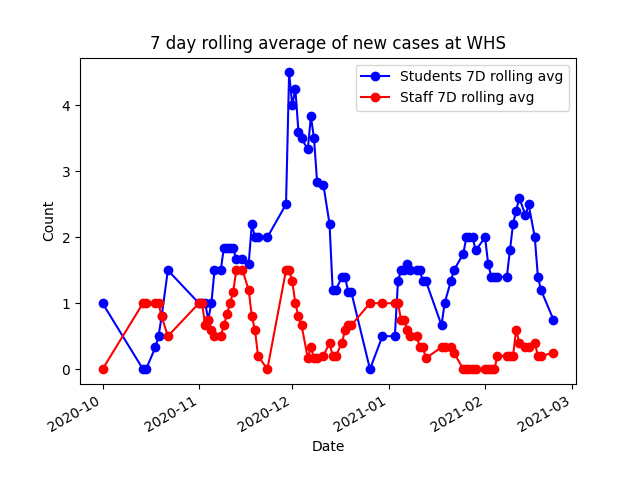 7 day rolling average of new cases at WHS
Students 7D rolling avg
Staff 7D rolling avg
Count
4
3
2
1
0
2020-10
2020-11
2020-12
2021-01
2021-02
2021-03
Date